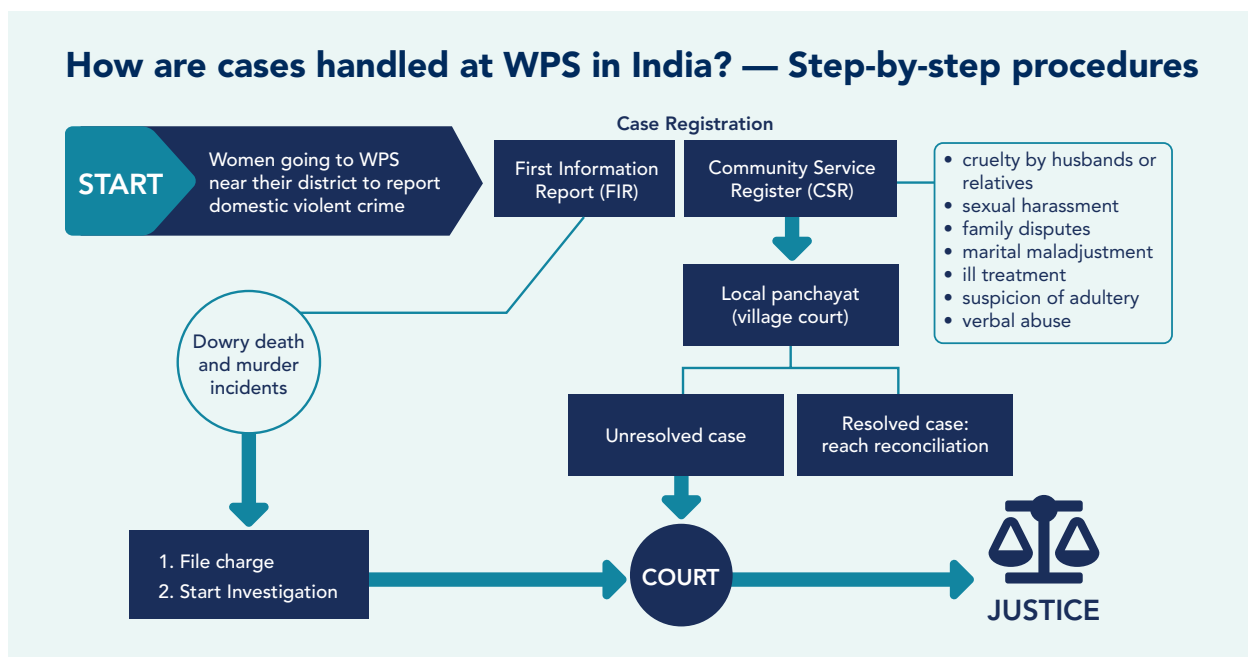 How are cases handled at WPS in India? — Step-by-step procedures
START
Women going to WPS
near their district to report
domestic violent crime
Case Registration
First Information
Report (FIR)
Community Service
Register (CSR)
• cruelty by husbands or
relatives
• sexual harassment
• family disputes
• marital maladjustment
• ill treatment
• suspicion of adultery
• verbal abuse
Local panchayat
(village court)
Dowry death
and murder
incidents
Unresolved case
Resolved case:
reach reconciliation
1. File charge
2. Start Investigation
COURT
JUSTICE